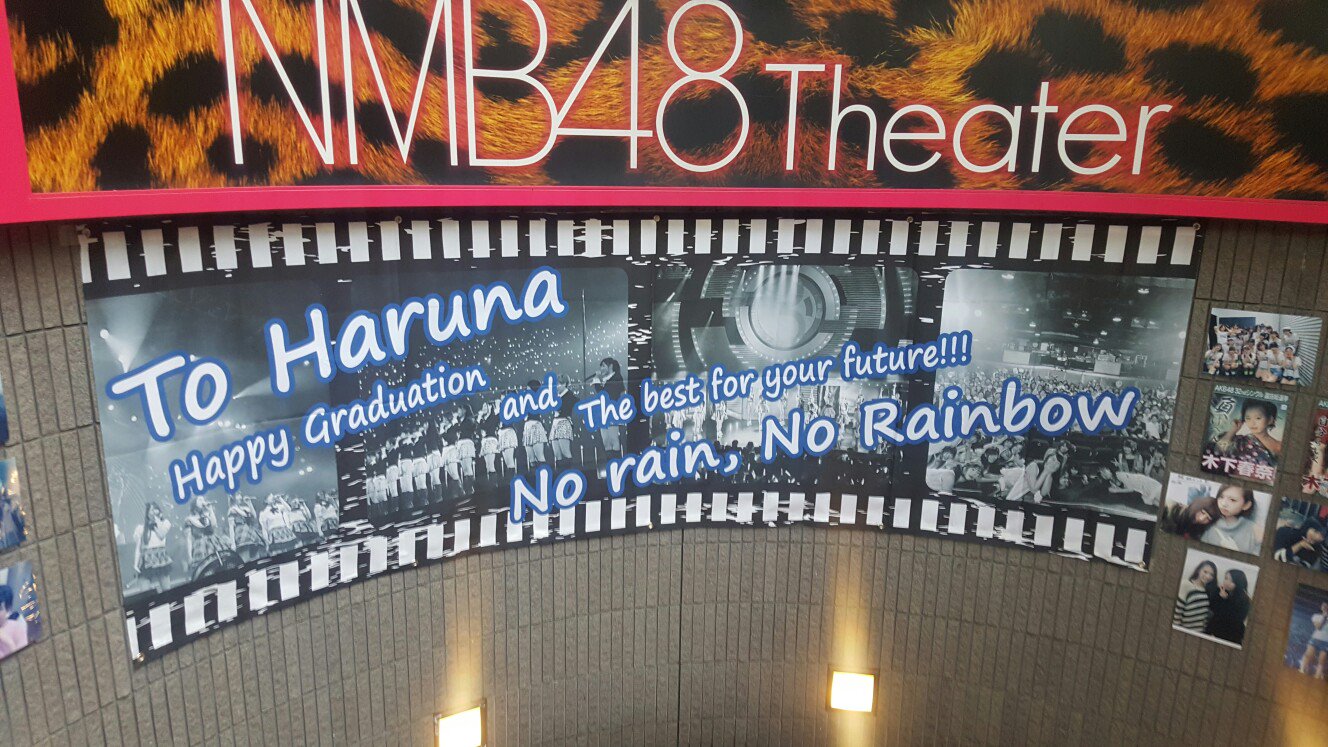 NMB48 Theater
To Haruna
Happy Graduation
and
The best for your future!!!
No rain, No Rainbow
木下春奈